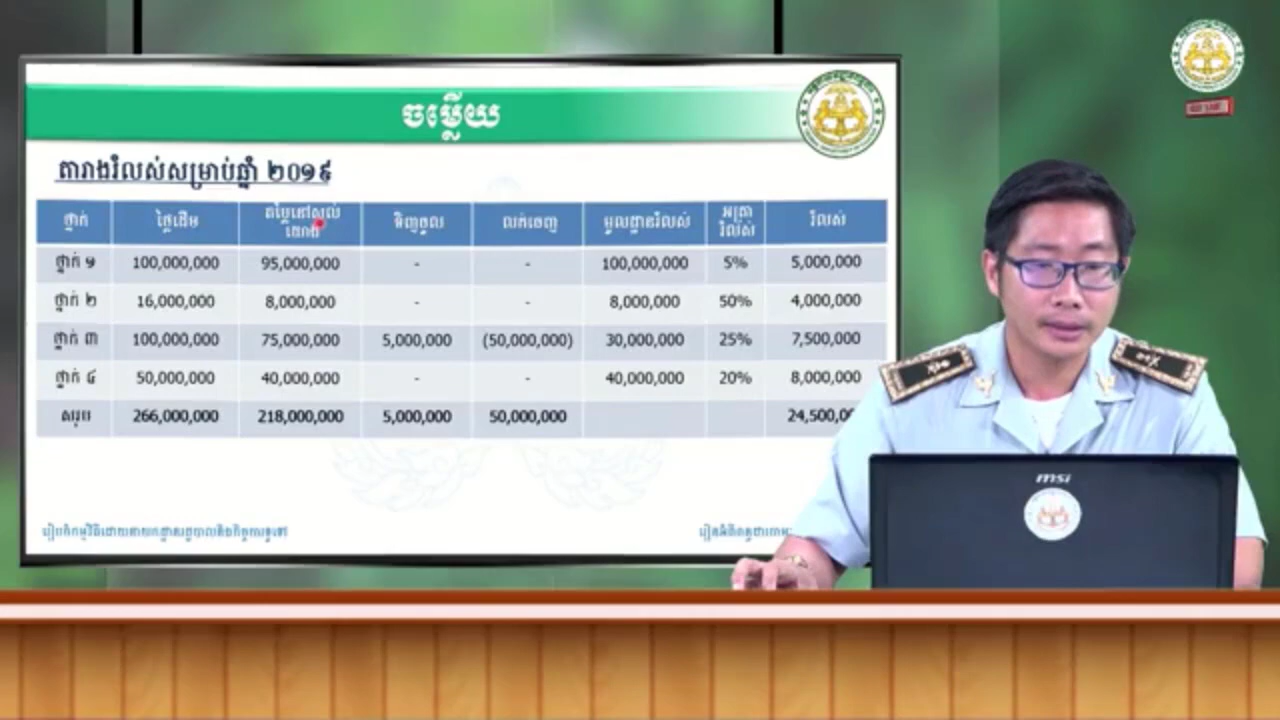 ចម្លើយ
តារាងរំលស់សម្រាប់ឆ្នាំ ២០១៩
ថ្នាក់ ថ្លៃដើម តម្លៃនៅសល់ ដើមគ្រា ទិញចូល លក់ចេញ មូលដ្ឋានរំលស់ អត្រា រំលស់ រំលស់
ថ្នាក់ ១ 100,000,000 95,000,000 - - 100,000,000 5% 5,000,000
ថ្នាក់ ២ 16,000,000 8,000,000 - - 8,000,000 50% 4,000,000
ថ្នាក់ ៣ 100,000,000 75,000,000 5,000,000 (50,000,000) 30,000,000 25% 7,500,000
ថ្នាក់ ៤ 50,000,000 40,000,000 - - 40,000,000 20% 8,000,000
សរុប 266,000,000 218,000,000 5,000,000 50,000,000 24,500,0
msi